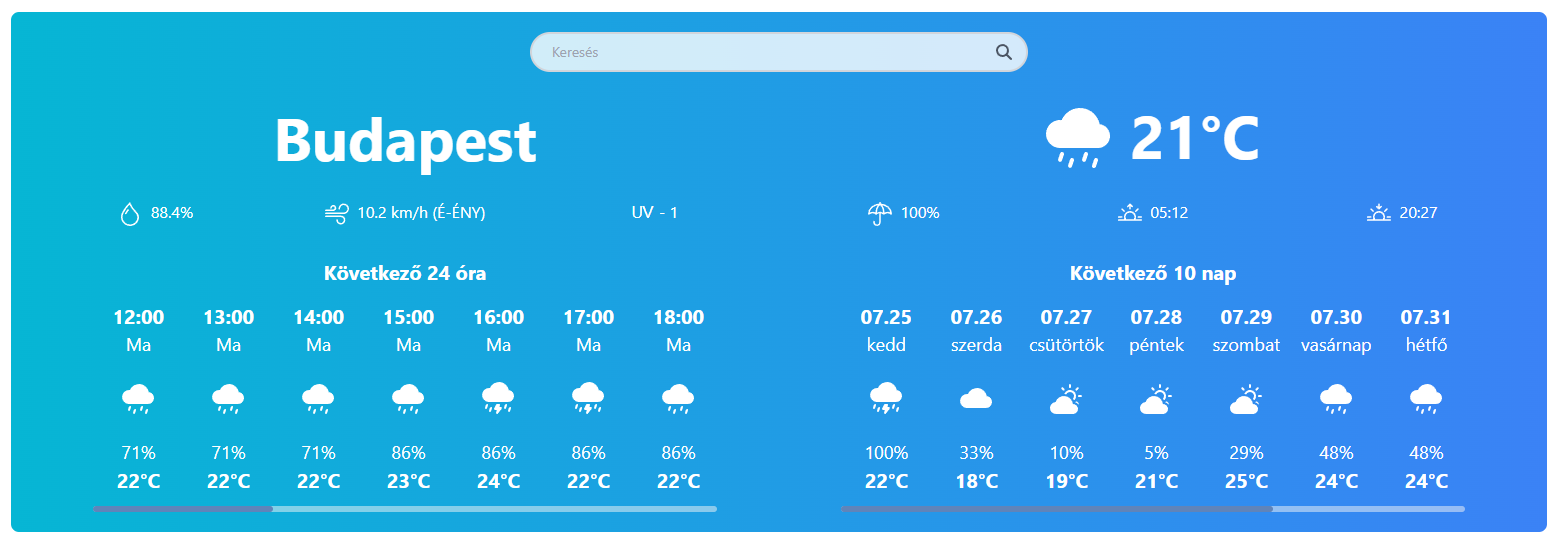 Keresés
Budapest
21°C
88.4% 10.2 km/h (É-ÉNY) UV - 1
100% 05:12 20:27
Következő 24 óra
12:00 13:00 14:00 15:00 16:00 17:00 18:00
Ma Ma Ma Ma Ma Ma Ma
71% 71% 71% 86% 86% 86% 86%
22°C 22°C 22°C 23°C 24°C 22°C 22°C
Következő 10 nap
07.25 07.26 07.27 07.28 07.29 07.30 07.31
kedd szerda csütörtök péntek szombat vasárnap hétfő
100% 33% 10% 5% 29% 48% 48%
22°C 18°C 19°C 21°C 25°C 24°C 24°C